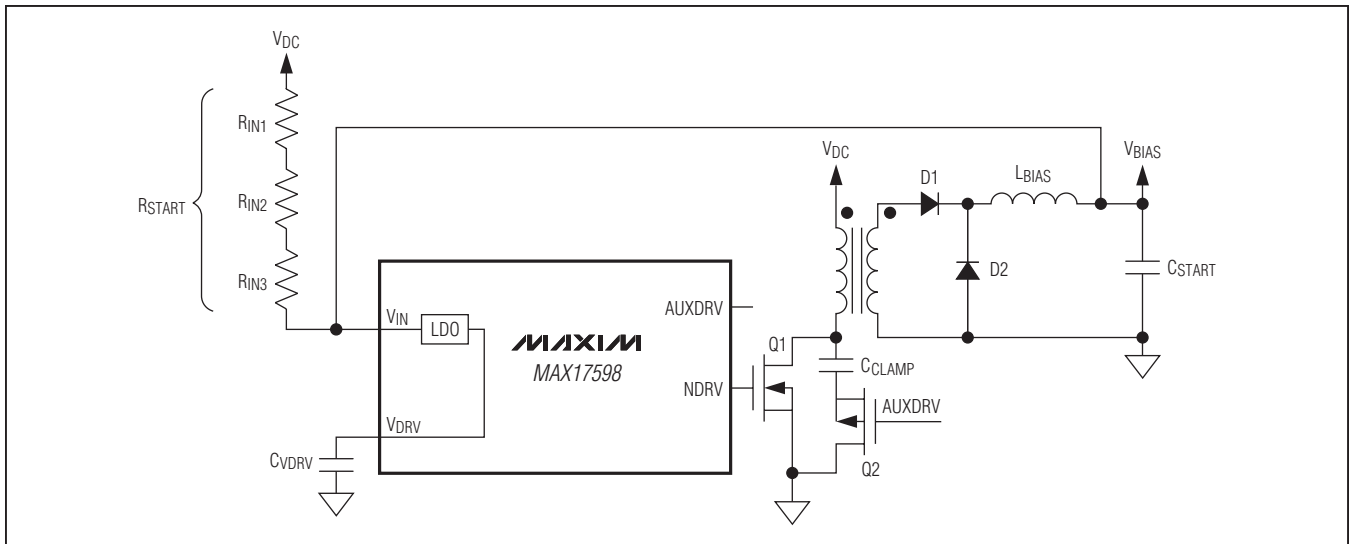 VDC
RIN1
RSTART
RIN2
RIN3
VIN
LDO
MAXIM
MAX17598
AUXDRV
NDRV
VDRV
CVDRV
VDC
D1
LBIAS
VBIAS
D2
CSTART
Q1
CCLAMP
AUXDRV
Q2